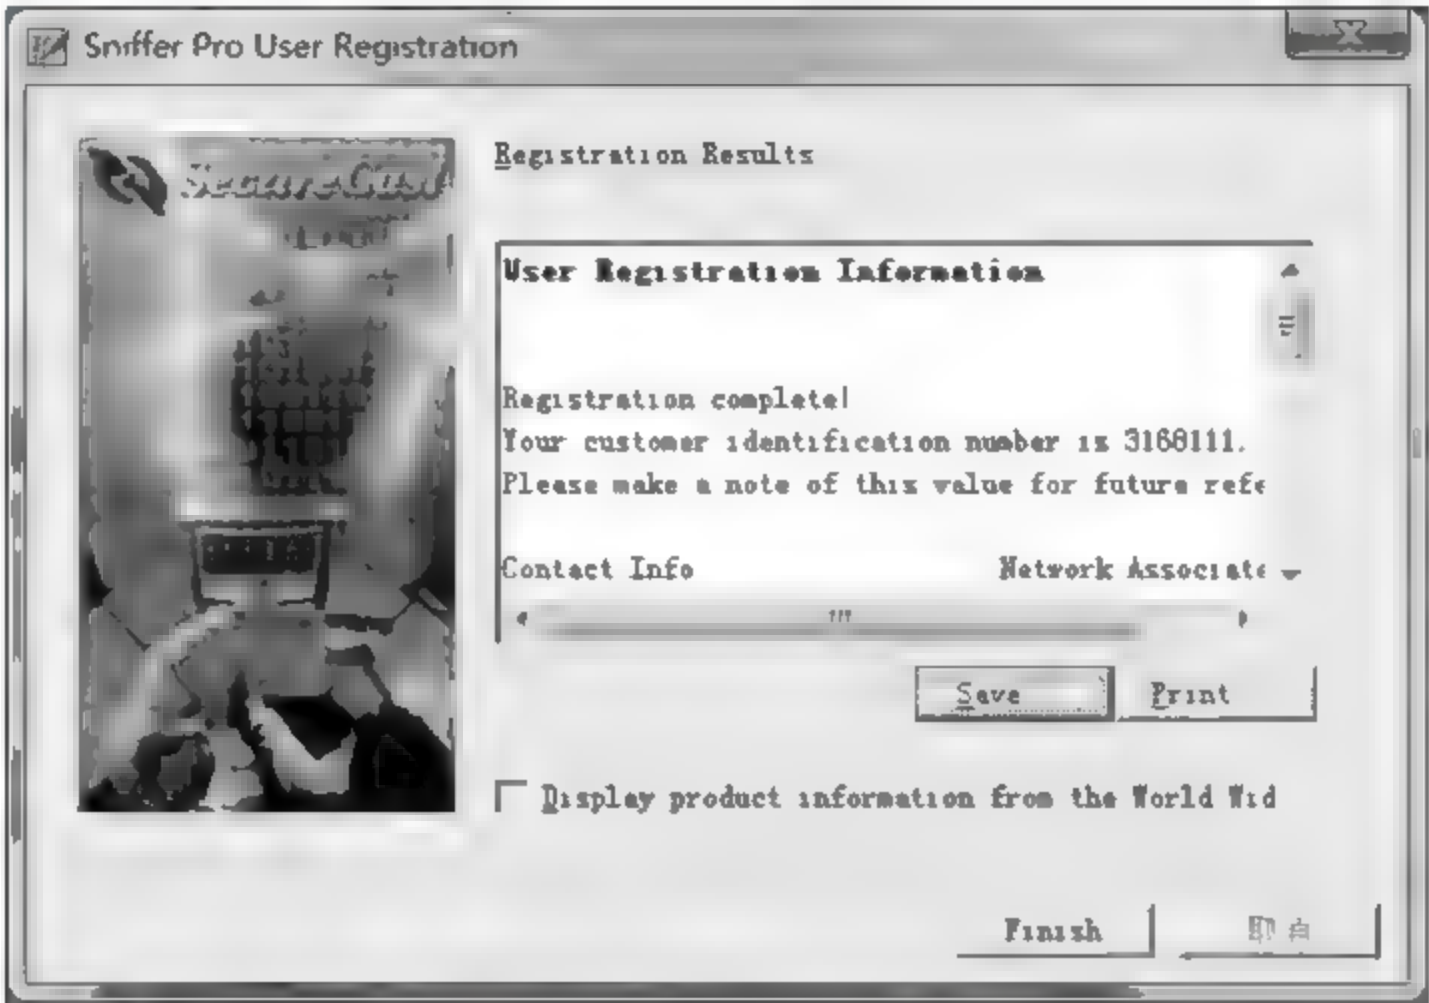 Sniffer Pro User Registration
SecureCast
Registration Results
User Registration Information
Registration complete!
Your customer identification number is 3168111.
Please make a note of this value for future refe
Contact Info Network Associate
Save Print
Display product information from the World Wid
Finish